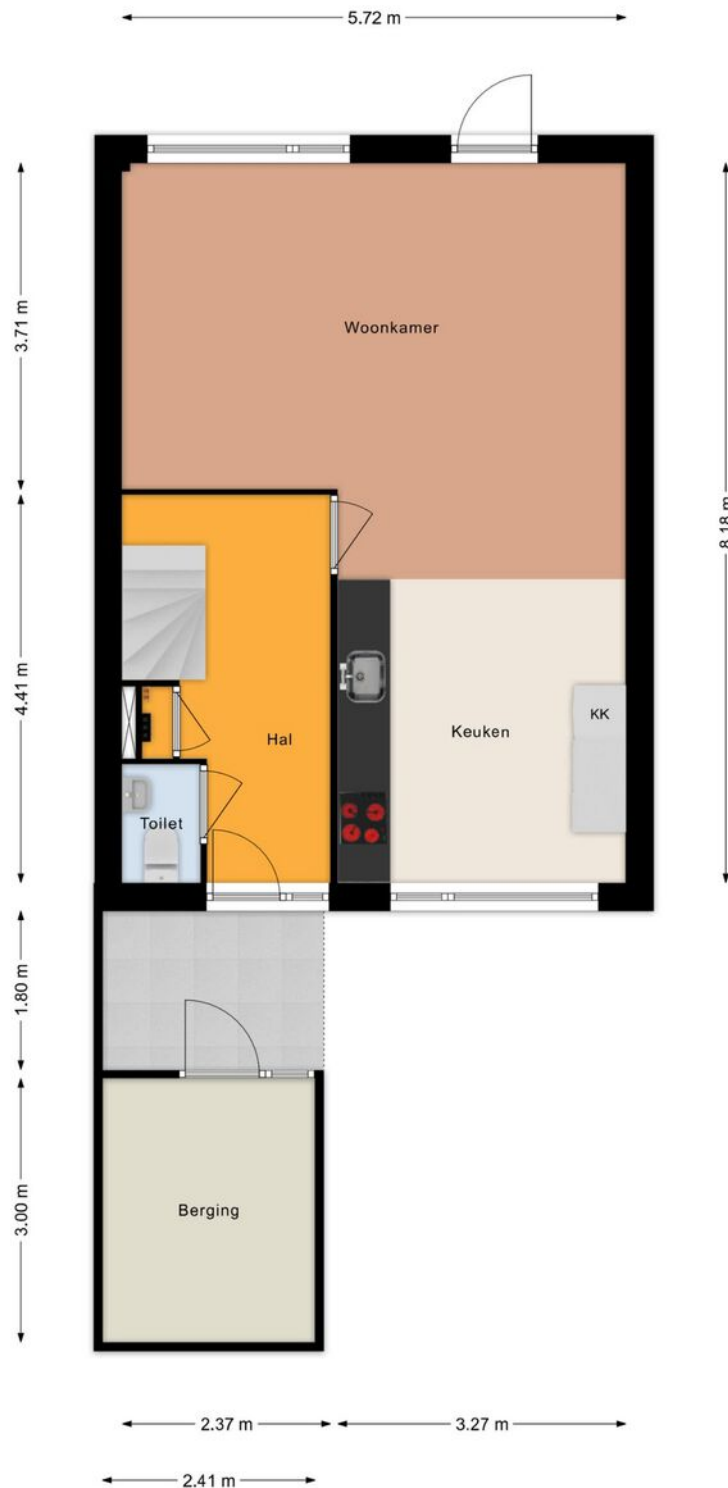 5.72 m
Woonkamer
3.71 m
8.18 m
4.41 m
KK
Keuken
Hal
Toilet
1.80 m
Berging
3.00 m
2.37 m
3.27 m
2.41 m